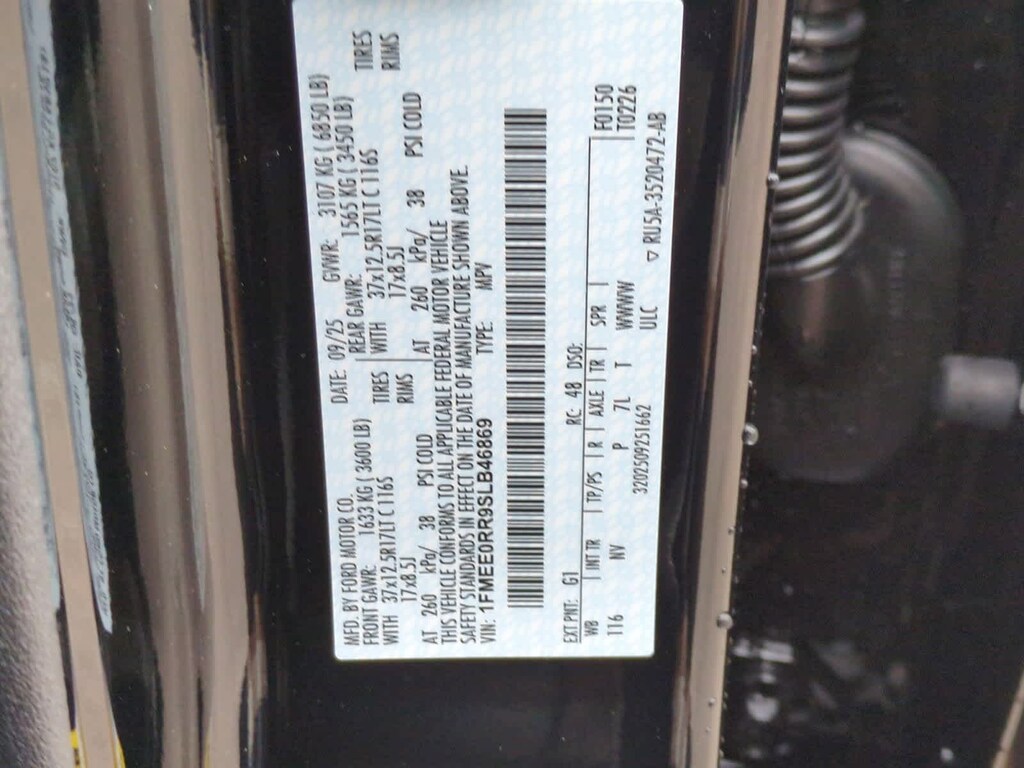 MFD. BY FORD MOTOR CO. DATE: 09/25 GVWR: 3107 KG ( 6850 LB)
FRONT GAWR: 1633 KG ( 3600 LB) REAR GAWR: 1565 KG ( 3450 LB)
WITH 37x12.5R17LT C 116S TIRES WITH 37x12.5R17LT C 116S TIRES
17x8.5J RIMS 17x8.5J RIMS
AT 260 kPa/ 38 PSI COLD AT 260 kPa/ 38 PSI COLD
THIS VEHICLE CONFORMS TO ALL APPLICABLE FEDERAL MOTOR VEHICLE
SAFETY STANDARDS IN EFFECT ON THE DATE OF MANUFACTURE SHOWN ABOVE.
VIN: 1FMEE0RR9SLB46869 TYPE: MPV
EXT PNT: G1 RC: 48 DSO: F0150
WB INT TR TP/PS R AXLE TR SPR T0226
116 NV P 7L T WWWW
ULC
3202509251662 ▽ RU5A-3520472-AB